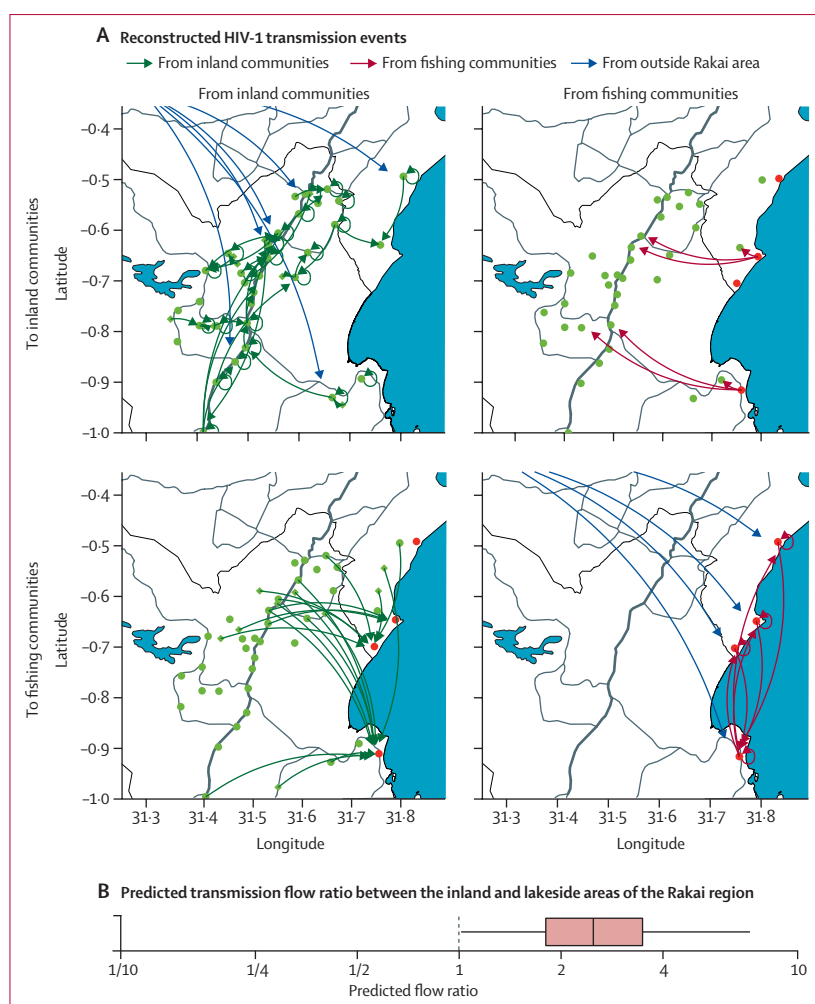 A Reconstructed HIV-1 transmission events
From inland communities From fishing communities From outside Rakai area
From inland communities From fishing communities
To inland communities
Latitude
-0·4
-0·5
-0·6
-0·7
-0·8
-0·9
-1·0
To fishing communities
Latitude
-0·4
-0·5
-0·6
-0·7
-0·8
-0·9
-1·0
31·3 31·4 31·5 31·6 31·7 31·8 31·3 31·4 31·5 31·6 31·7 31·8
Longitude Longitude
B Predicted transmission flow ratio between the inland and lakeside areas of the Rakai region
1/10 1/4 1/2 1 2 4 10
Predicted flow ratio